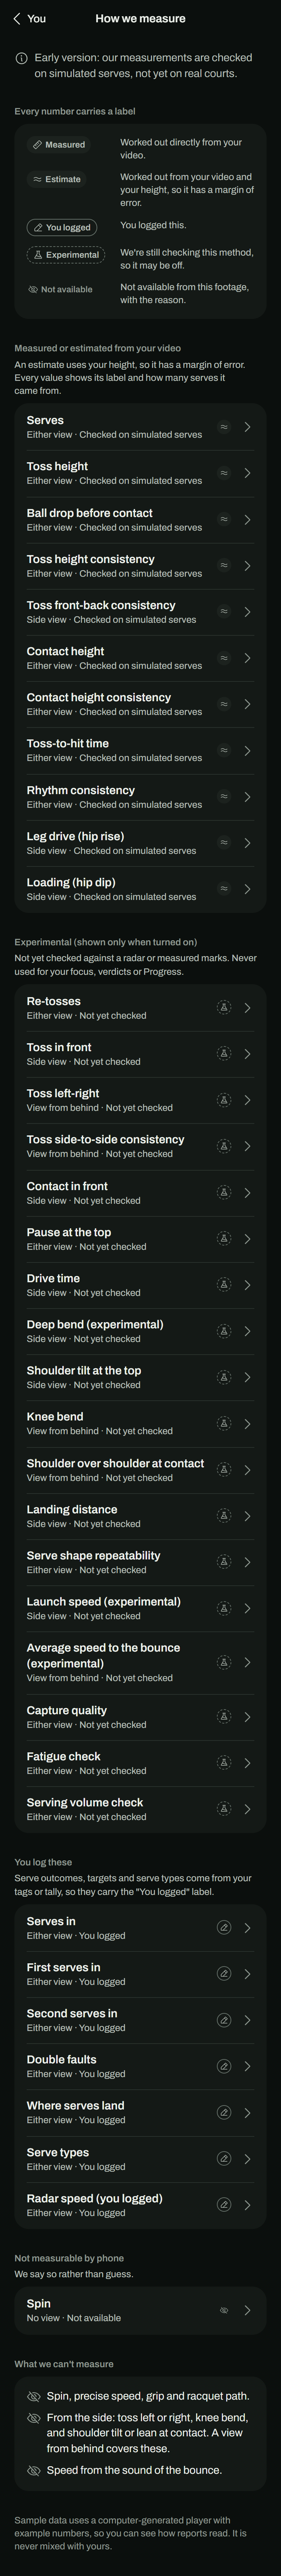 You
How we measure
Early version: our measurements are checked
on simulated serves, not yet on real courts.
Every number carries a label
Measured
Worked out directly from your
video.
Estimate
Worked out from your video and
your height, so it has a margin of
error.
You logged
You logged this.
Experimental
We're still checking this method,
so it may be off.
Not available
Not available from this footage,
with the reason.
Measured or estimated from your video
An estimate uses your height, so it has a margin of error.
Every value shows its label and how many serves it
came from.
Serves
Either view · Checked on simulated serves
Toss height
Either view · Checked on simulated serves
Ball drop before contact
Either view · Checked on simulated serves
Toss height consistency
Either view · Checked on simulated serves
Toss front-back consistency
Side view · Checked on simulated serves
Contact height
Either view · Checked on simulated serves
Contact height consistency
Either view · Checked on simulated serves
Toss-to-hit time
Either view · Checked on simulated serves
Rhythm consistency
Either view · Checked on simulated serves
Leg drive (hip rise)
Side view · Checked on simulated serves
Loading (hip dip)
Side view · Checked on simulated serves
Experimental (shown only when turned on)
Not yet checked against a radar or measured marks. Never
used for your focus, verdicts or Progress.
Re-tosses
Either view · Not yet checked
Toss in front
Side view · Not yet checked
Toss left-right
View from behind · Not yet checked
Toss side-to-side consistency
View from behind · Not yet checked
Contact in front
Side view · Not yet checked
Pause at the top
Either view · Not yet checked
Drive time
Side view · Not yet checked
Deep bend (experimental)
Side view · Not yet checked
Shoulder tilt at the top
Side view · Not yet checked
Knee bend
View from behind · Not yet checked
Shoulder over shoulder at contact
View from behind · Not yet checked
Landing distance
Side view · Not yet checked
Serve shape repeatability
Either view · Not yet checked
Launch speed (experimental)
Side view · Not yet checked
Average speed to the bounce
(experimental)
View from behind · Not yet checked
Capture quality
Either view · Not yet checked
Fatigue check
Either view · Not yet checked
Serving volume check
Either view · Not yet checked
You log these
Serve outcomes, targets and serve types come from your
tags or tally, so they carry the "You logged" label.
Serves in
Either view · You logged
First serves in
Either view · You logged
Second serves in
Either view · You logged
Double faults
Either view · You logged
Where serves land
Either view · You logged
Serve types
Either view · You logged
Radar speed (you logged)
Either view · You logged
Not measurable by phone
We say so rather than guess.
Spin
No view · Not available
What we can't measure
Spin, precise speed, grip and racquet path.
From the side: toss left or right, knee bend,
and shoulder tilt or lean at contact. A view
from behind covers these.
Speed from the sound of the bounce.
Sample data uses a computer-generated player with
example numbers, so you can see how reports read. It is
never mixed with yours.